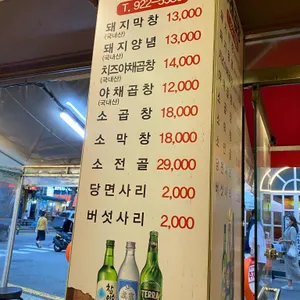 T. 922-55
돼지막창 13,000
(국내산)
돼지양념 13,000
(국내산)
치즈야채곱창 14,000
(국내산)
야채곱창 12,000
(국내산)
소곱창 18,000
소막창 18,000
소전골 29,000
당면사리 2,000
버섯사리 2,000
TERRA